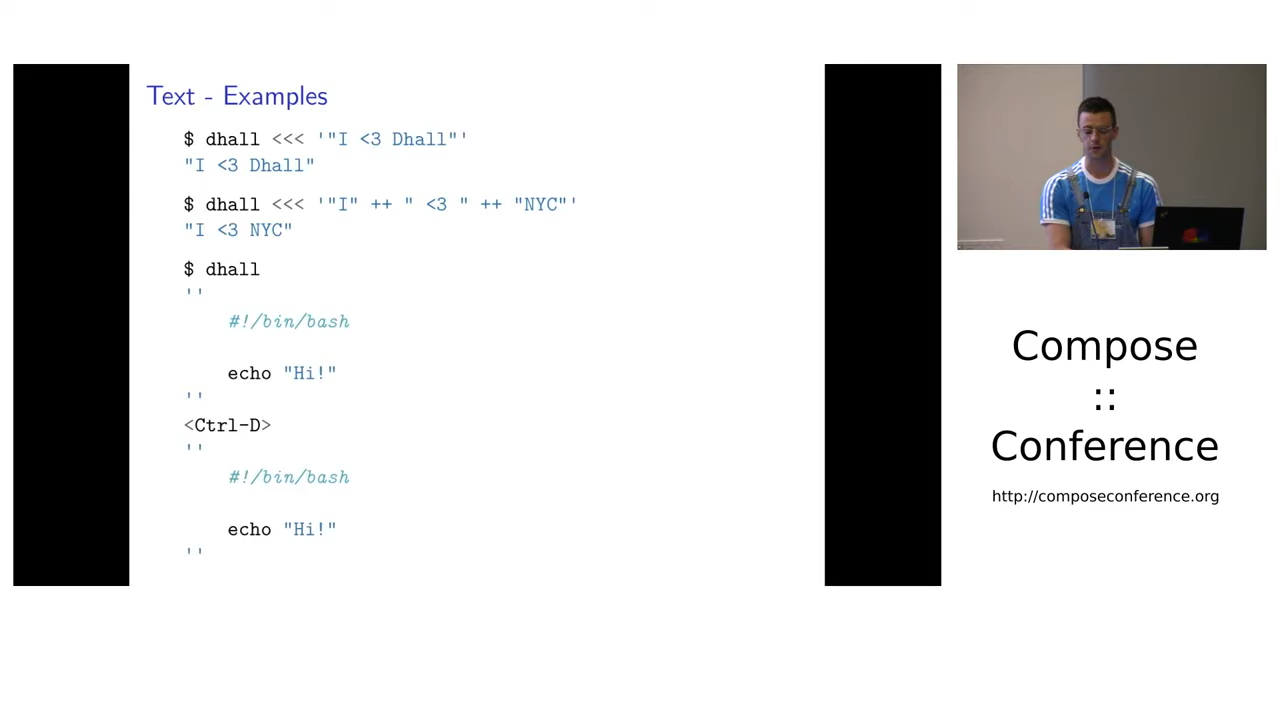 Text - Examples
$ dhall <<< '"I <3 Dhall"'
"I <3 Dhall"
$ dhall <<< '"I" ++ " <3 " ++ "NYC"'
"I <3 NYC"
$ dhall
''
#!/bin/bash
echo "Hi!"
''
<Ctrl-D>
''
#!/bin/bash
echo "Hi!"
''
Compose
::
Conference
http://composeconference.org